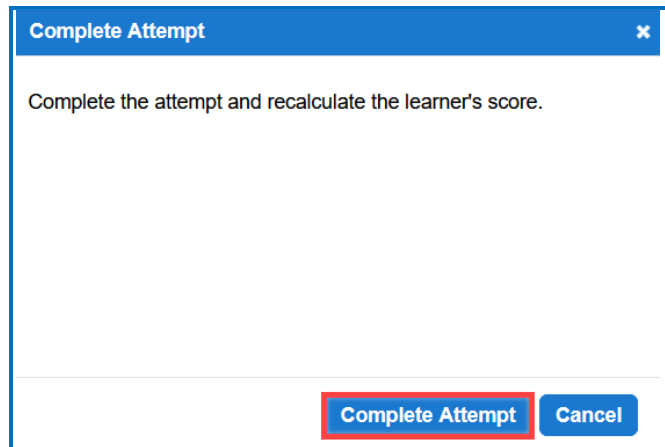 Complete Attempt
Complete the attempt and recalculate the learner's score.
Complete Attempt Cancel